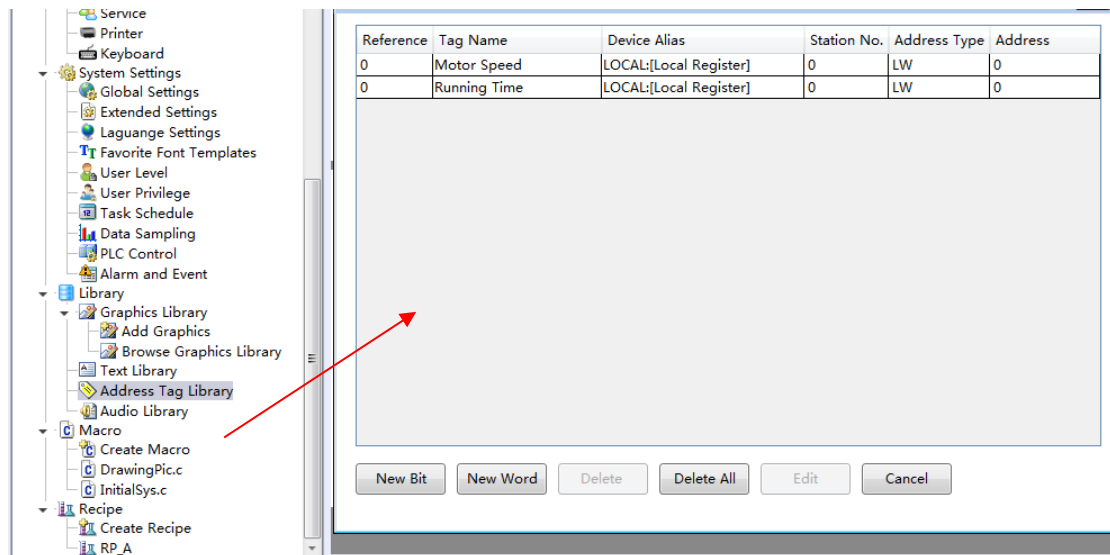 Service
Printer
Keyboard
System Settings
Global Settings
Extended Settings
Laguange Settings
Favorite Font Templates
User Level
User Privilege
Task Schedule
Data Sampling
PLC Control
Alarm and Event
Library
Graphics Library
Add Graphics
Browse Graphics Library
Text Library
Address Tag Library
Audio Library
Macro
Create Macro
DrawingPic.c
InitialSys.c
Recipe
Create Recipe
RP_A
Reference Tag Name Device Alias Station No. Address Type Address
0 Motor Speed LOCAL:[Local Register] 0 LW 0
0 Running Time LOCAL:[Local Register] 0 LW 0
New Bit New Word Delete Delete All Edit Cancel